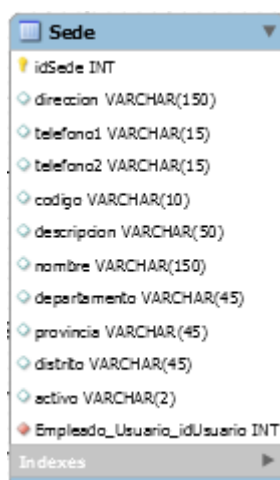 Sede
idSede INT
direccion VARCHAR(150)
telefono1 VARCHAR(15)
telefono2 VARCHAR(15)
codigo VARCHAR(10)
descripcion VARCHAR(50)
nombre VARCHAR(150)
departamento VARCHAR(45)
provincia VARCHAR(45)
distrito VARCHAR(45)
activo VARCHAR(2)
Empleado_Usuario_idUsuario INT
Indexes